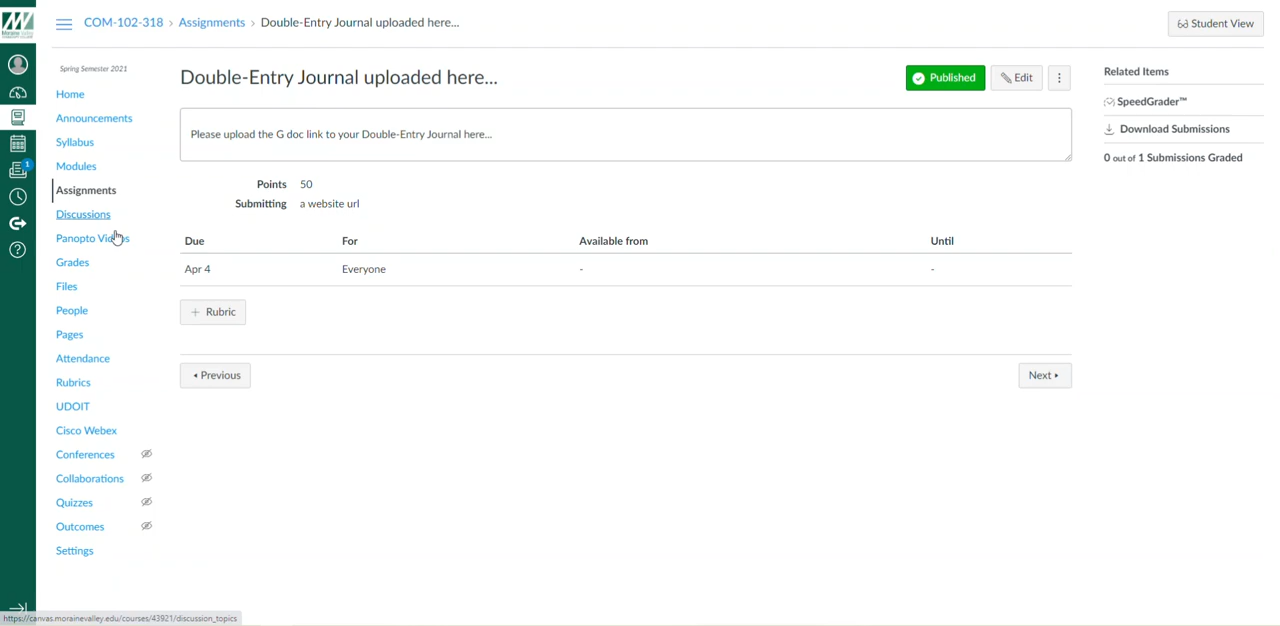 COM-102-318 › Assignments › Double-Entry Journal uploaded here...
Student View
Spring Semester 2021
Home
Announcements
Syllabus
Modules
Assignments
Discussions
Panopto Videos
Grades
Files
People
Pages
Attendance
Rubrics
UDOIT
Cisco Webex
Conferences
Collaborations
Quizzes
Outcomes
Settings
1
Double-Entry Journal uploaded here...
Published
Edit
Please upload the G doc link to your Double-Entry Journal here...
Points 50
Submitting a website url
Due For Available from Until
Apr 4 Everyone - -
+ Rubric
Previous
Next
Related Items
SpeedGrader™
Download Submissions
0 out of 1 Submissions Graded
https://canvas.morainevalley.edu/courses/43921/discussion_topics